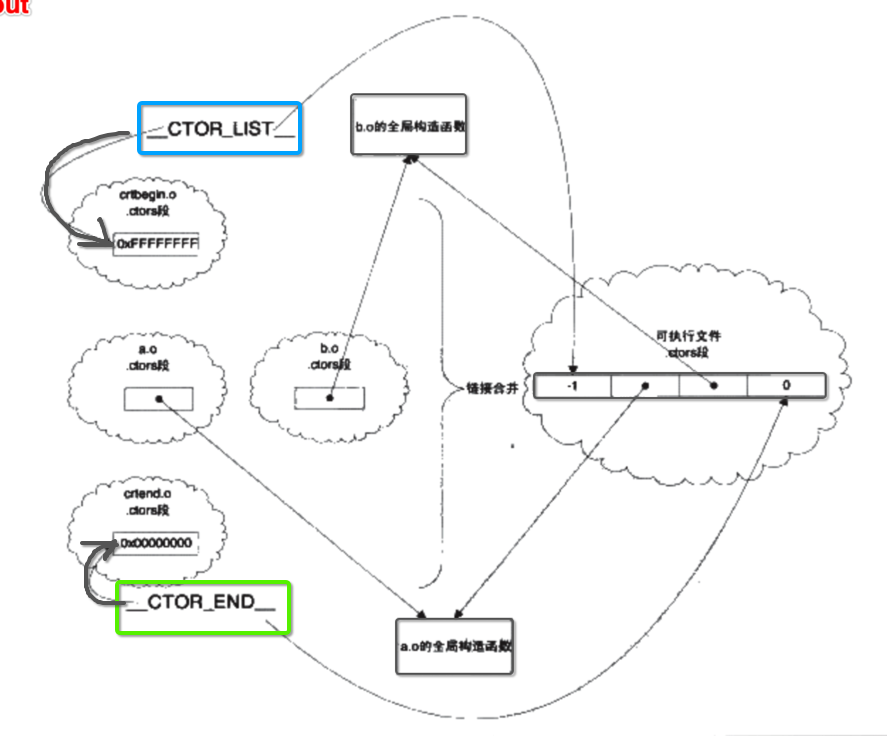 out
__CTOR_LIST__
b.o的全局构造函数
crtbegin.o
.ctors段
0xFFFFFFFF
a.o
.ctors段
b.o
.ctors段
链接合并
可执行文件
.ctors段
-1
0
crtend.o
.ctors段
0x00000000
__CTOR_END__
a.o的全局构造函数